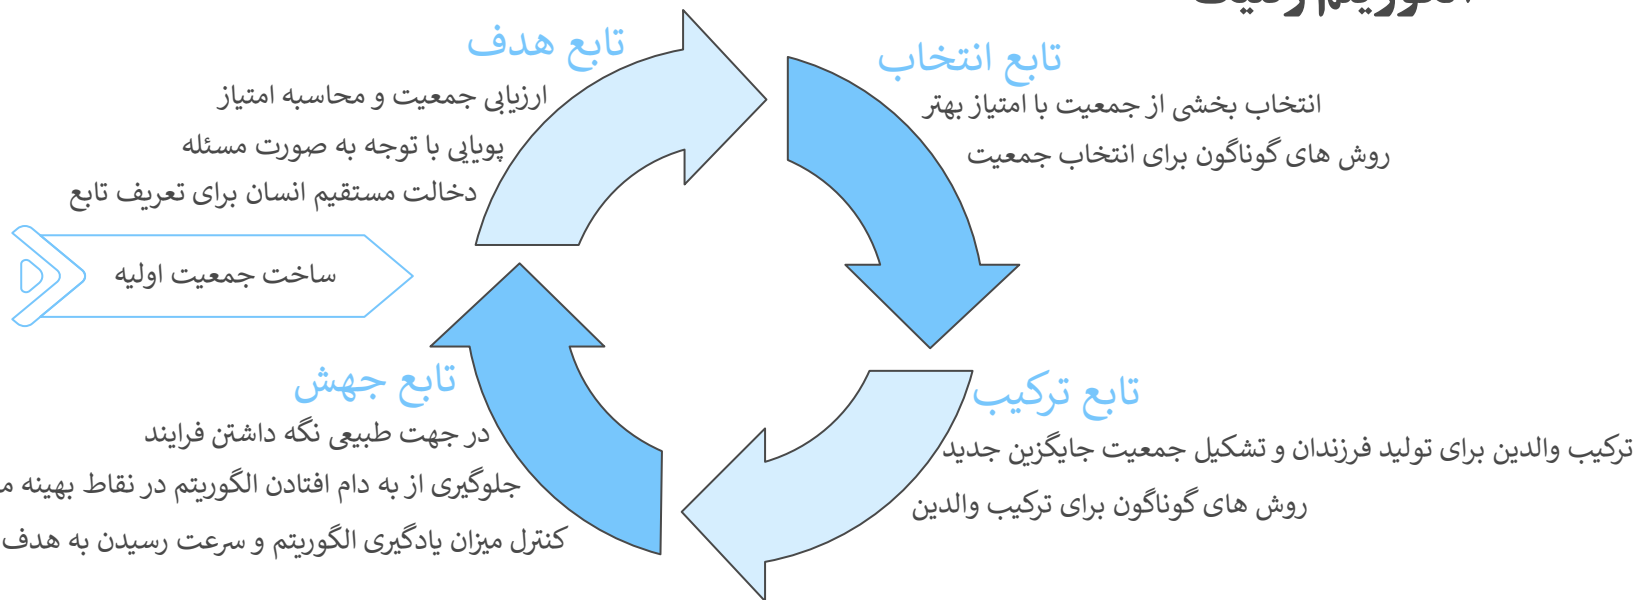 تابع هدف
ارزیابی جمعیت و محاسبه امتیاز
پویایی با توجه به صورت مسئله
دخالت مستقیم انسان برای تعریف تابع
تابع انتخاب
انتخاب بخشی از جمعیت با امتیاز بهتر
روش های گوناگون برای انتخاب جمعیت
ساخت جمعیت اولیه
تابع ترکیب
ترکیب والدین برای تولید فرزندان و تشکیل جمعیت جایگزین جدید
روش های گوناگون برای ترکیب والدین
تابع جهش
در جهت طبیعی نگه داشتن فرایند
جلوگیری از به دام افتادن الگوریتم در نقاط بهینه
کنترل میزان یادگیری الگوریتم و سرعت رسیدن به هدف